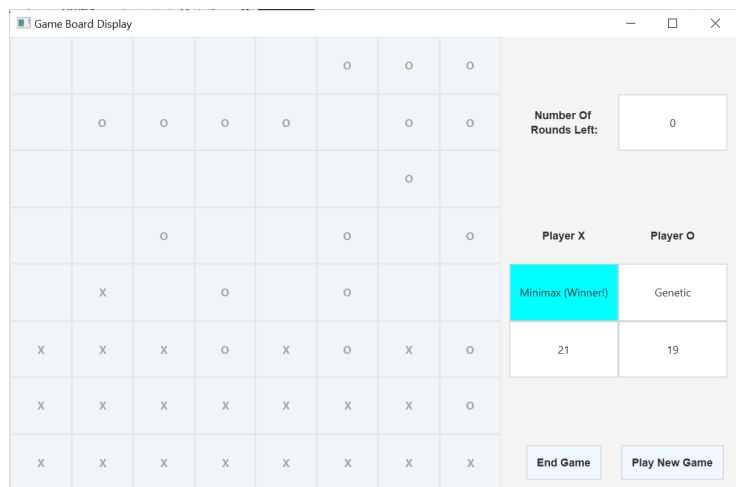 Game Board Display
O O O
O O O O O O
O
O O O
X O O
X X X O X O X O
X X X X X X X O
X X X X X X X X
Number Of
Rounds Left:
0
Player X Player O
Minimax (Winner!) Genetic
21 19
End Game Play New Game